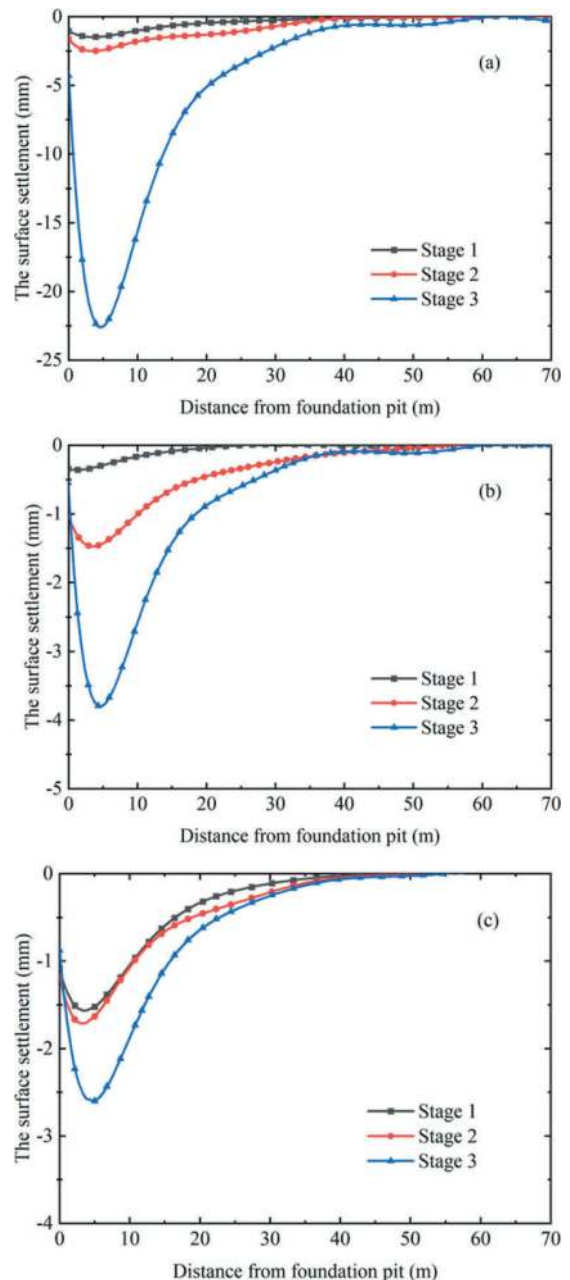 0
-5
-10
-15
-20
-25
The surface settlement (mm)
(a)
Stage 1
Stage 2
Stage 3
0 10 20 30 40 50 60 70
Distance from foundation pit (m)
0
-1
-2
-3
-4
-5
The surface settlement (mm)
(b)
Stage 1
Stage 2
Stage 3
0 10 20 30 40 50 60 70
Distance from foundation pit (m)
0
-1
-2
-3
-4
The surface settlement (mm)
(c)
Stage 1
Stage 2
Stage 3
0 10 20 30 40 50 60 70
Distance from foundation pit (m)